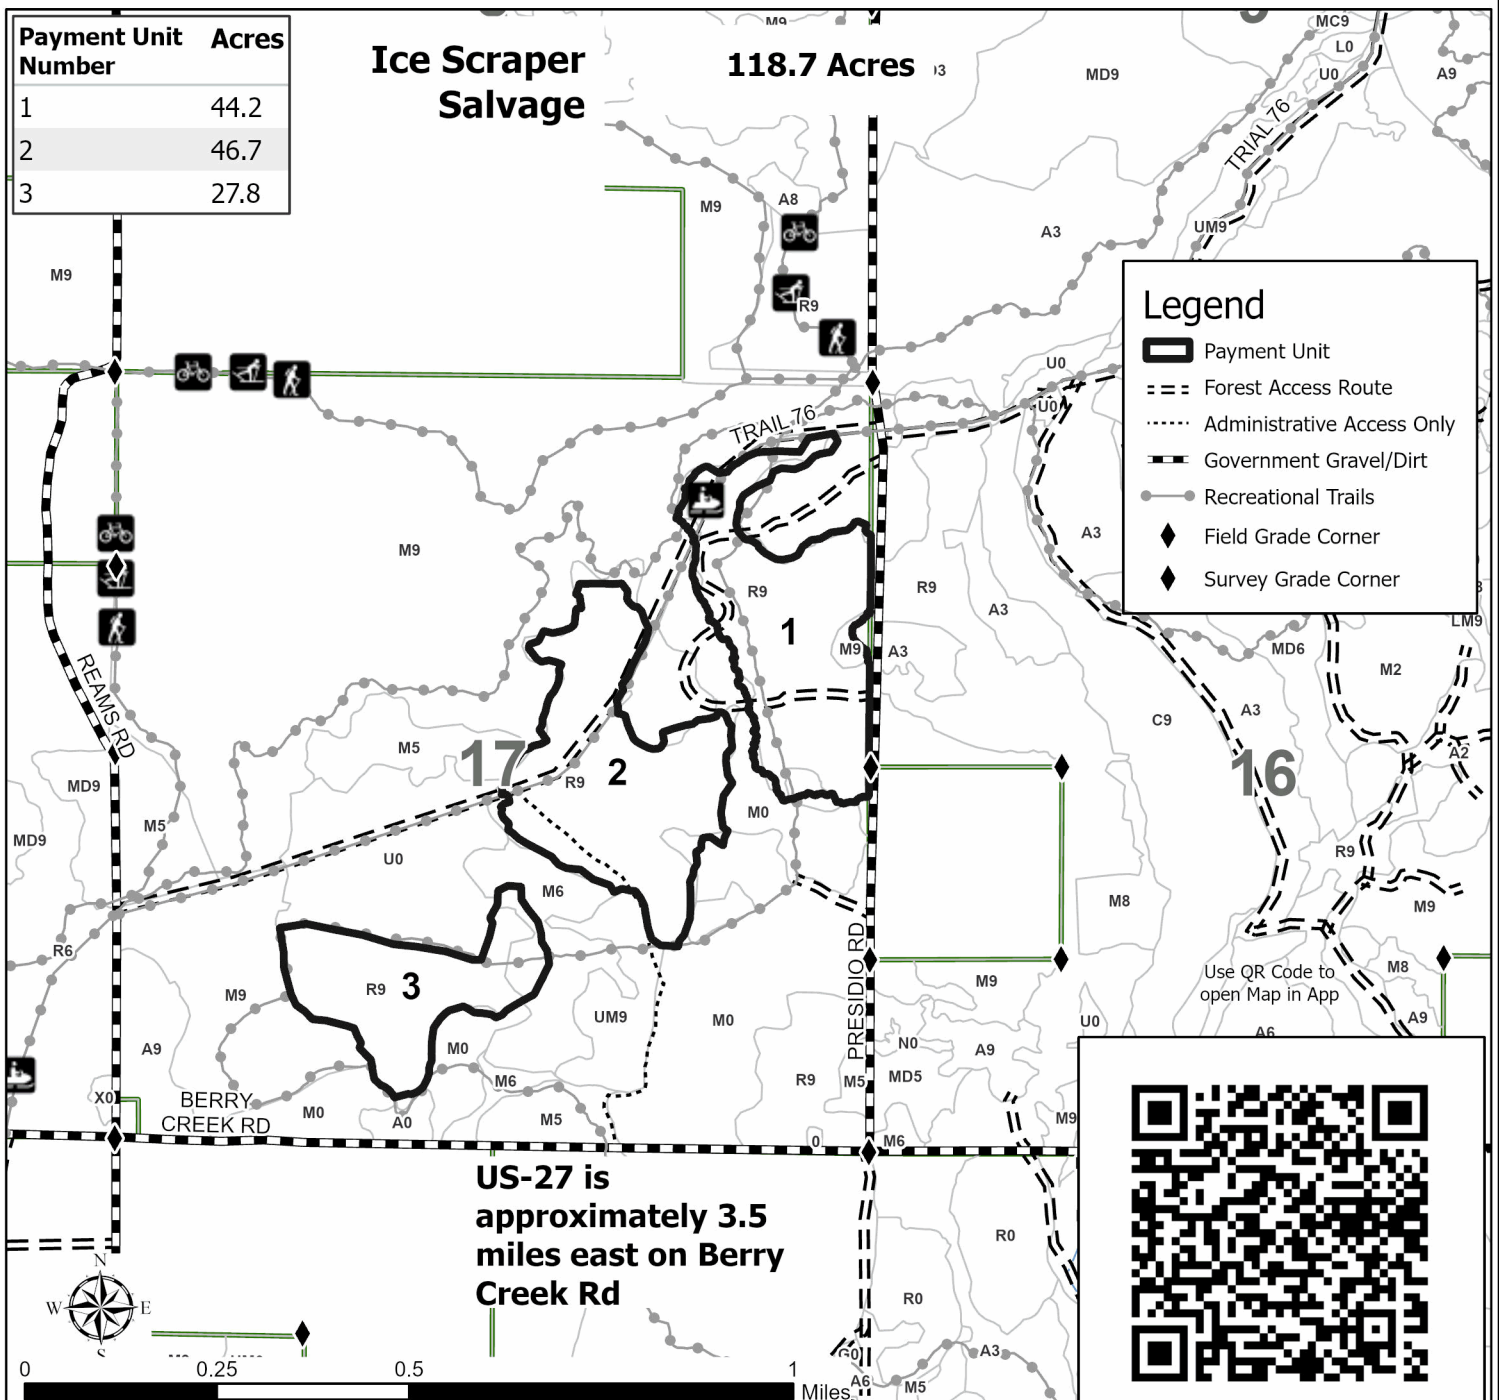 Payment Unit Number Acres
1 44.2
2 46.7
3 27.8
Ice Scraper
Salvage
118.7 Acres
M9
MC9
L0
U0
A9
MD9
TRIAL 76
M9
A8
A3
UM9
M9
R9
Legend
Payment Unit
Forest Access Route
Administrative Access Only
Government Gravel/Dirt
Recreational Trails
Field Grade Corner
Survey Grade Corner
U0
U0
TRAIL 76
M9
A3
R9
R9
A3
1
M9
A3
LM9
MD6
M2
REAMS RD
C9
A3
M5
17
R9
2
16
A2
MD9
M5
M0
MD9
U0
R9
M6
M8
M9
R6
PRESIDIO RD
R9
3
M9
Use QR Code to
open Map in App
M8
M9
UM9
M0
U0
A9
A6
A9
M0
N0
A9
M6
R9
M5
MD5
X0
BERRY
CREEK RD
M0
A0
M5
M9
0
M6
US-27 is
approximately 3.5
miles east on Berry
Creek Rd
R0
N
W E
S
R0
G0
A3
A6
M5
0 0.25 0.5 1
Miles